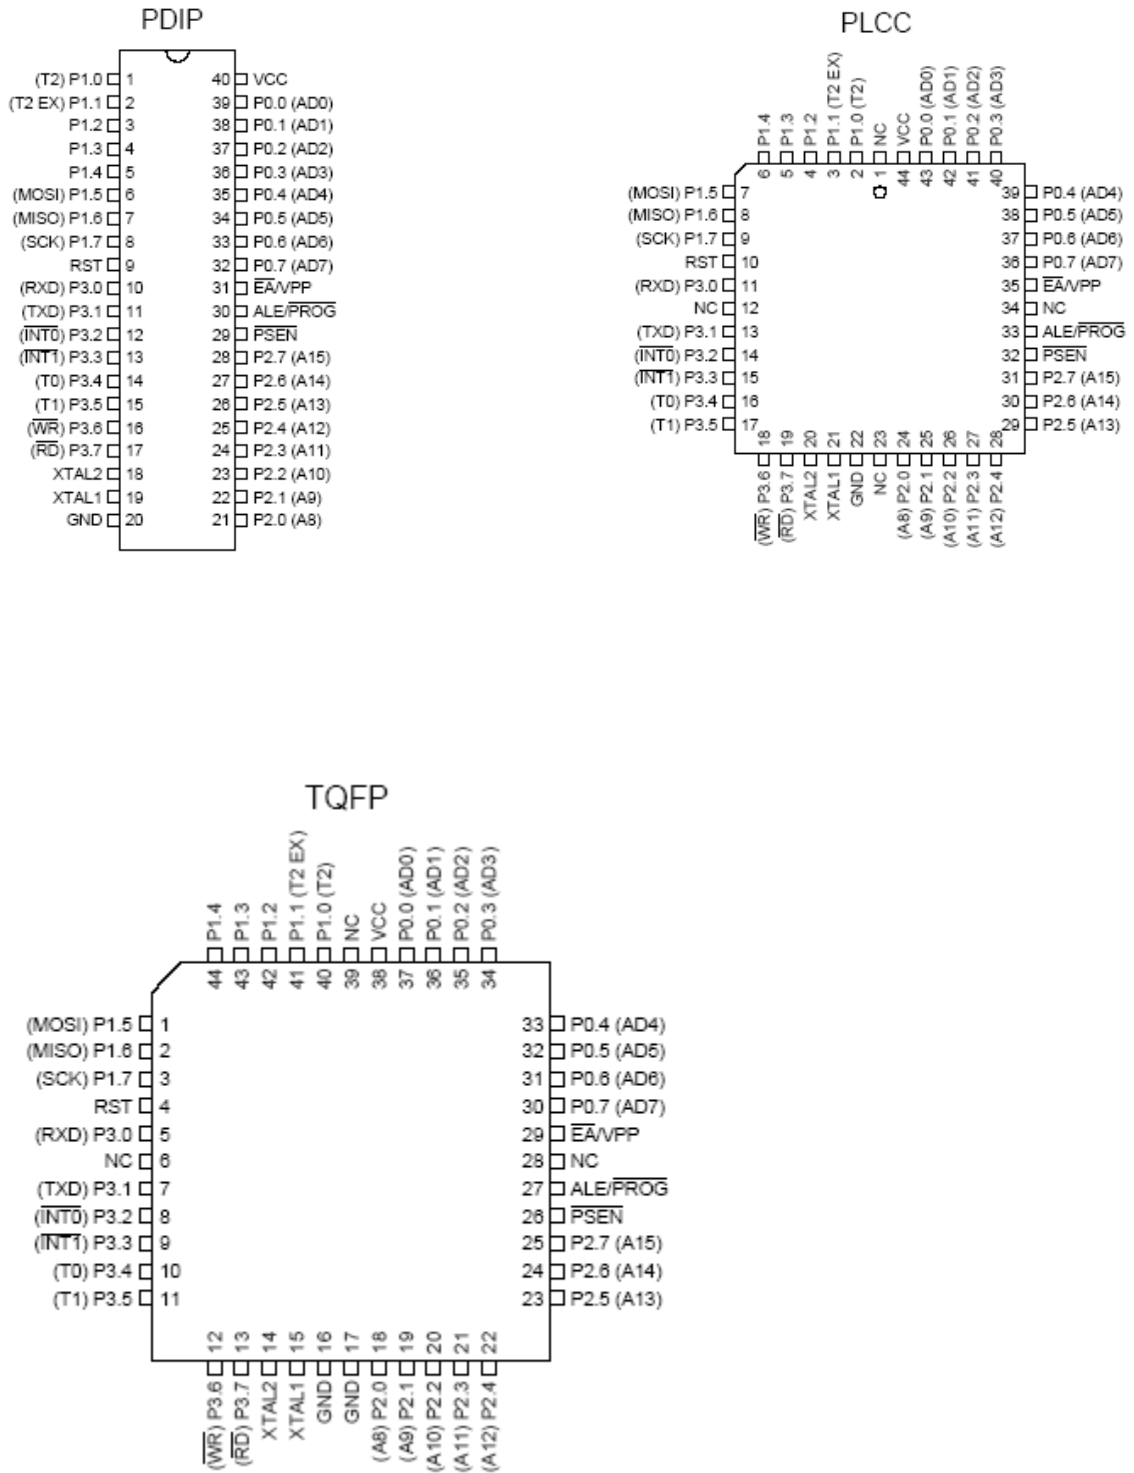 PDIP
(T2) P1.0 1 40 VCC
(T2 EX) P1.1 2 39 P0.0 (AD0)
P1.2 3 38 P0.1 (AD1)
P1.3 4 37 P0.2 (AD2)
P1.4 5 36 P0.3 (AD3)
(MOSI) P1.5 6 35 P0.4 (AD4)
(MISO) P1.6 7 34 P0.5 (AD5)
(SCK) P1.7 8 33 P0.6 (AD6)
RST 9 32 P0.7 (AD7)
(RXD) P3.0 10 31 E̅A̅/VPP
(TXD) P3.1 11 30 ALE/P̅R̅O̅G̅
(I̅N̅T̅0̅) P3.2 12 29 P̅S̅E̅N̅
(I̅N̅T̅1̅) P3.3 13 28 P2.7 (A15)
(T0) P3.4 14 27 P2.6 (A14)
(T1) P3.5 15 26 P2.5 (A13)
(W̅R̅) P3.6 16 25 P2.4 (A12)
(R̅D̅) P3.7 17 24 P2.3 (A11)
XTAL2 18 23 P2.2 (A10)
XTAL1 19 22 P2.1 (A9)
GND 20 21 P2.0 (A8)
PLCC
P1.4 P1.3 P1.2 P1.1 (T2 EX) P1.0 (T2) NC VCC P0.0 (AD0) P0.1 (AD1) P0.2 (AD2) P0.3 (AD3)
6 5 4 3 2 1 44 43 42 41 40
(MOSI) P1.5 7 39 P0.4 (AD4)
(MISO) P1.6 8 38 P0.5 (AD5)
(SCK) P1.7 9 37 P0.6 (AD6)
RST 10 36 P0.7 (AD7)
(RXD) P3.0 11 35 E̅A̅/VPP
NC 12 34 NC
(TXD) P3.1 13 33 ALE/P̅R̅O̅G̅
(I̅N̅T̅0̅) P3.2 14 32 P̅S̅E̅N̅
(I̅N̅T̅1̅) P3.3 15 31 P2.7 (A15)
(T0) P3.4 16 30 P2.6 (A14)
(T1) P3.5 17 29 P2.5 (A13)
18 19 20 21 22 23 24 25 26 27 28
(W̅R̅) P3.6 (R̅D̅) P3.7 XTAL2 XTAL1 GND NC (A8) P2.0 (A9) P2.1 (A10) P2.2 (A11) P2.3 (A12) P2.4
TQFP
P1.4 P1.3 P1.2 P1.1 (T2 EX) P1.0 (T2) NC VCC P0.0 (AD0) P0.1 (AD1) P0.2 (AD2) P0.3 (AD3)
44 43 42 41 40 39 38 37 36 35 34
(MOSI) P1.5 1 33 P0.4 (AD4)
(MISO) P1.6 2 32 P0.5 (AD5)
(SCK) P1.7 3 31 P0.6 (AD6)
RST 4 30 P0.7 (AD7)
(RXD) P3.0 5 29 E̅A̅/VPP
NC 6 28 NC
(TXD) P3.1 7 27 ALE/P̅R̅O̅G̅
(I̅N̅T̅0̅) P3.2 8 26 P̅S̅E̅N̅
(I̅N̅T̅1̅) P3.3 9 25 P2.7 (A15)
(T0) P3.4 10 24 P2.6 (A14)
(T1) P3.5 11 23 P2.5 (A13)
12 13 14 15 16 17 18 19 20 21 22
(W̅R̅) P3.6 (R̅D̅) P3.7 XTAL2 XTAL1 GND GND (A8) P2.0 (A9) P2.1 (A10) P2.2 (A11) P2.3 (A12) P2.4